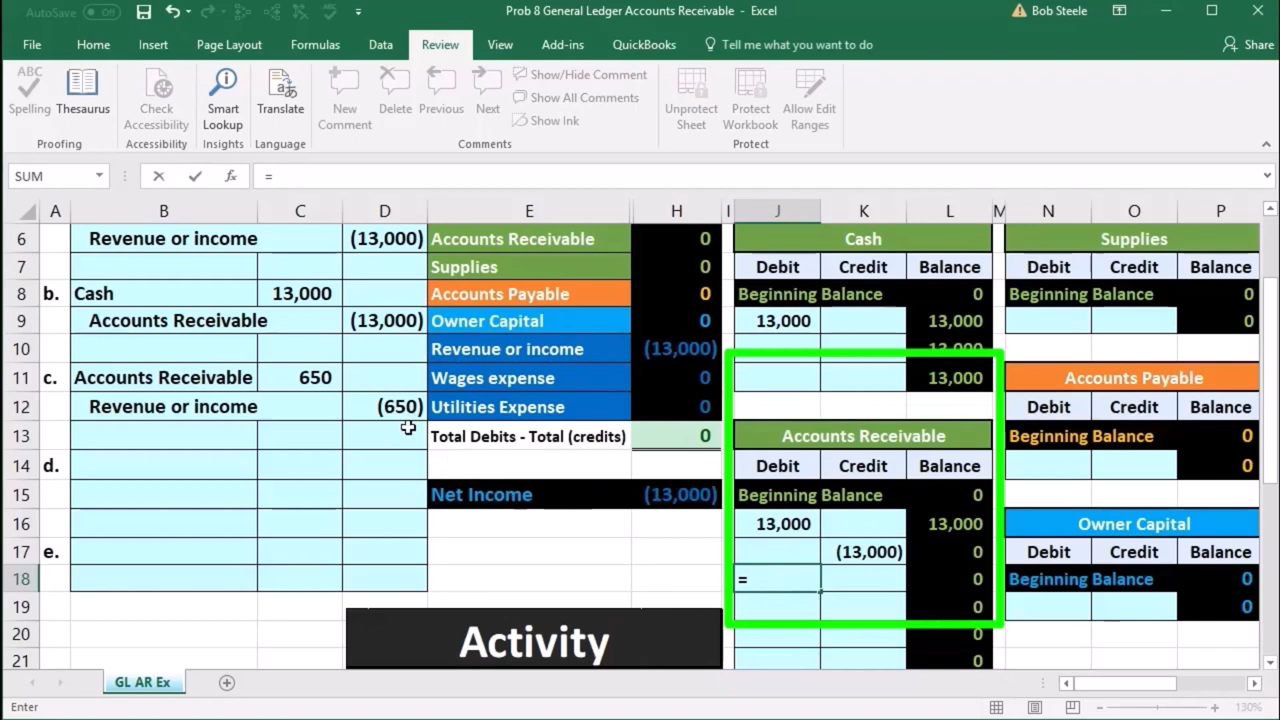 AutoSave Off Prob 8 General Ledger Accounts Receivable - Excel Bob Steele
File Home Insert Page Layout Formulas Data Review View Add-ins QuickBooks Tell me what you want to do Share
ABC
Spelling Thesaurus Check Accessibility Smart Lookup Translate New Comment Delete Previous Next Show/Hide Comment Show All Comments Show Ink Unprotect Sheet Protect Workbook Allow Edit Ranges
Proofing Accessibility Insights Language Comments Protect
SUM fx =
A B C D E H I J K L M N O P
6 Revenue or income (13,000) Accounts Receivable 0 Cash Supplies
7 Supplies 0 Debit Credit Balance Debit Credit Balance
8 b. Cash 13,000 Accounts Payable 0 Beginning Balance 0 Beginning Balance 0
9 Accounts Receivable (13,000) Owner Capital 0 13,000 13,000 0
10 Revenue or income (13,000) 13,000
11 c. Accounts Receivable 650 Wages expense 0 13,000 Accounts Payable
12 Revenue or income (650) Utilities Expense 0 Debit Credit Balance
13 Total Debits - Total (credits) 0 Accounts Receivable Beginning Balance 0
14 d. Debit Credit Balance 0
15 Net Income (13,000) Beginning Balance 0
16 13,000 13,000 Owner Capital
17 e. (13,000) 0 Debit Credit Balance
18 = 0 Beginning Balance 0
19 0 0
20 Activity 0
21 0
GL AR Ex
Enter 130%